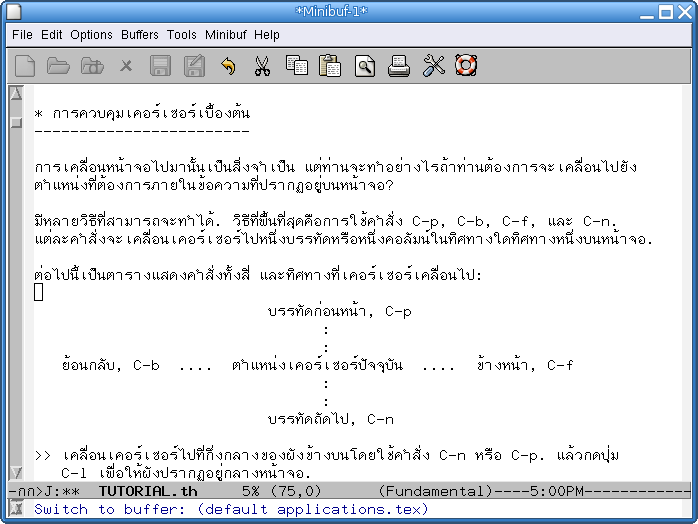 *Minibuf-1*
File Edit Options Buffers Tools Minibuf Help
* การควบคุมเคอร์เซอร์เบื้องต้น
------------------------
การเคลื่อนหน้าจอไปมานั้นเป็นสิ่งจำเป็น แต่ท่านจะทำอย่างไรถ้าท่านต้องการจะเคลื่อนไปยัง
ตำแหน่งที่ต้องการภายในข้อความที่ปรากฏอยู่บนหน้าจอ?
มีหลายวิธีที่สามารถจะทำได้. วิธีที่ขึ้นที่สุดคือการใช้คำสั่ง C-p, C-b, C-f, และ C-n.
แต่ละคำสั่งจะเคลื่อนเคอร์เซอร์ไปหนึ่งบรรทัดหรือหนึ่งคอลัมน์ในทิศทางใดทิศทางหนึ่งบนหน้าจอ.
ต่อไปนี้เป็นตารางแสดงคำสั่งทั้งสี่ และทิศทางที่เคอร์เซอร์เคลื่อนไป:
บรรทัดก่อนหน้า, C-p
:
:
ย้อนกลับ, C-b .... ตำแหน่งเคอร์เซอร์ปัจจุบัน .... ข้างหน้า, C-f
:
:
บรรทัดถัดไป, C-n
>> เคลื่อนเคอร์เซอร์ไปที่กึ่งกลางของผังข้างบนโดยใช้คำสั่ง C-n หรือ C-p. แล้วกดปุ่ม
C-l เพื่อให้ผังปรากฏอยู่กลางหน้าจอ.
-กก>J:** TUTORIAL.th 5% (75,0) (Fundamental)----5:00PM------------
Switch to buffer: (default applications.tex)